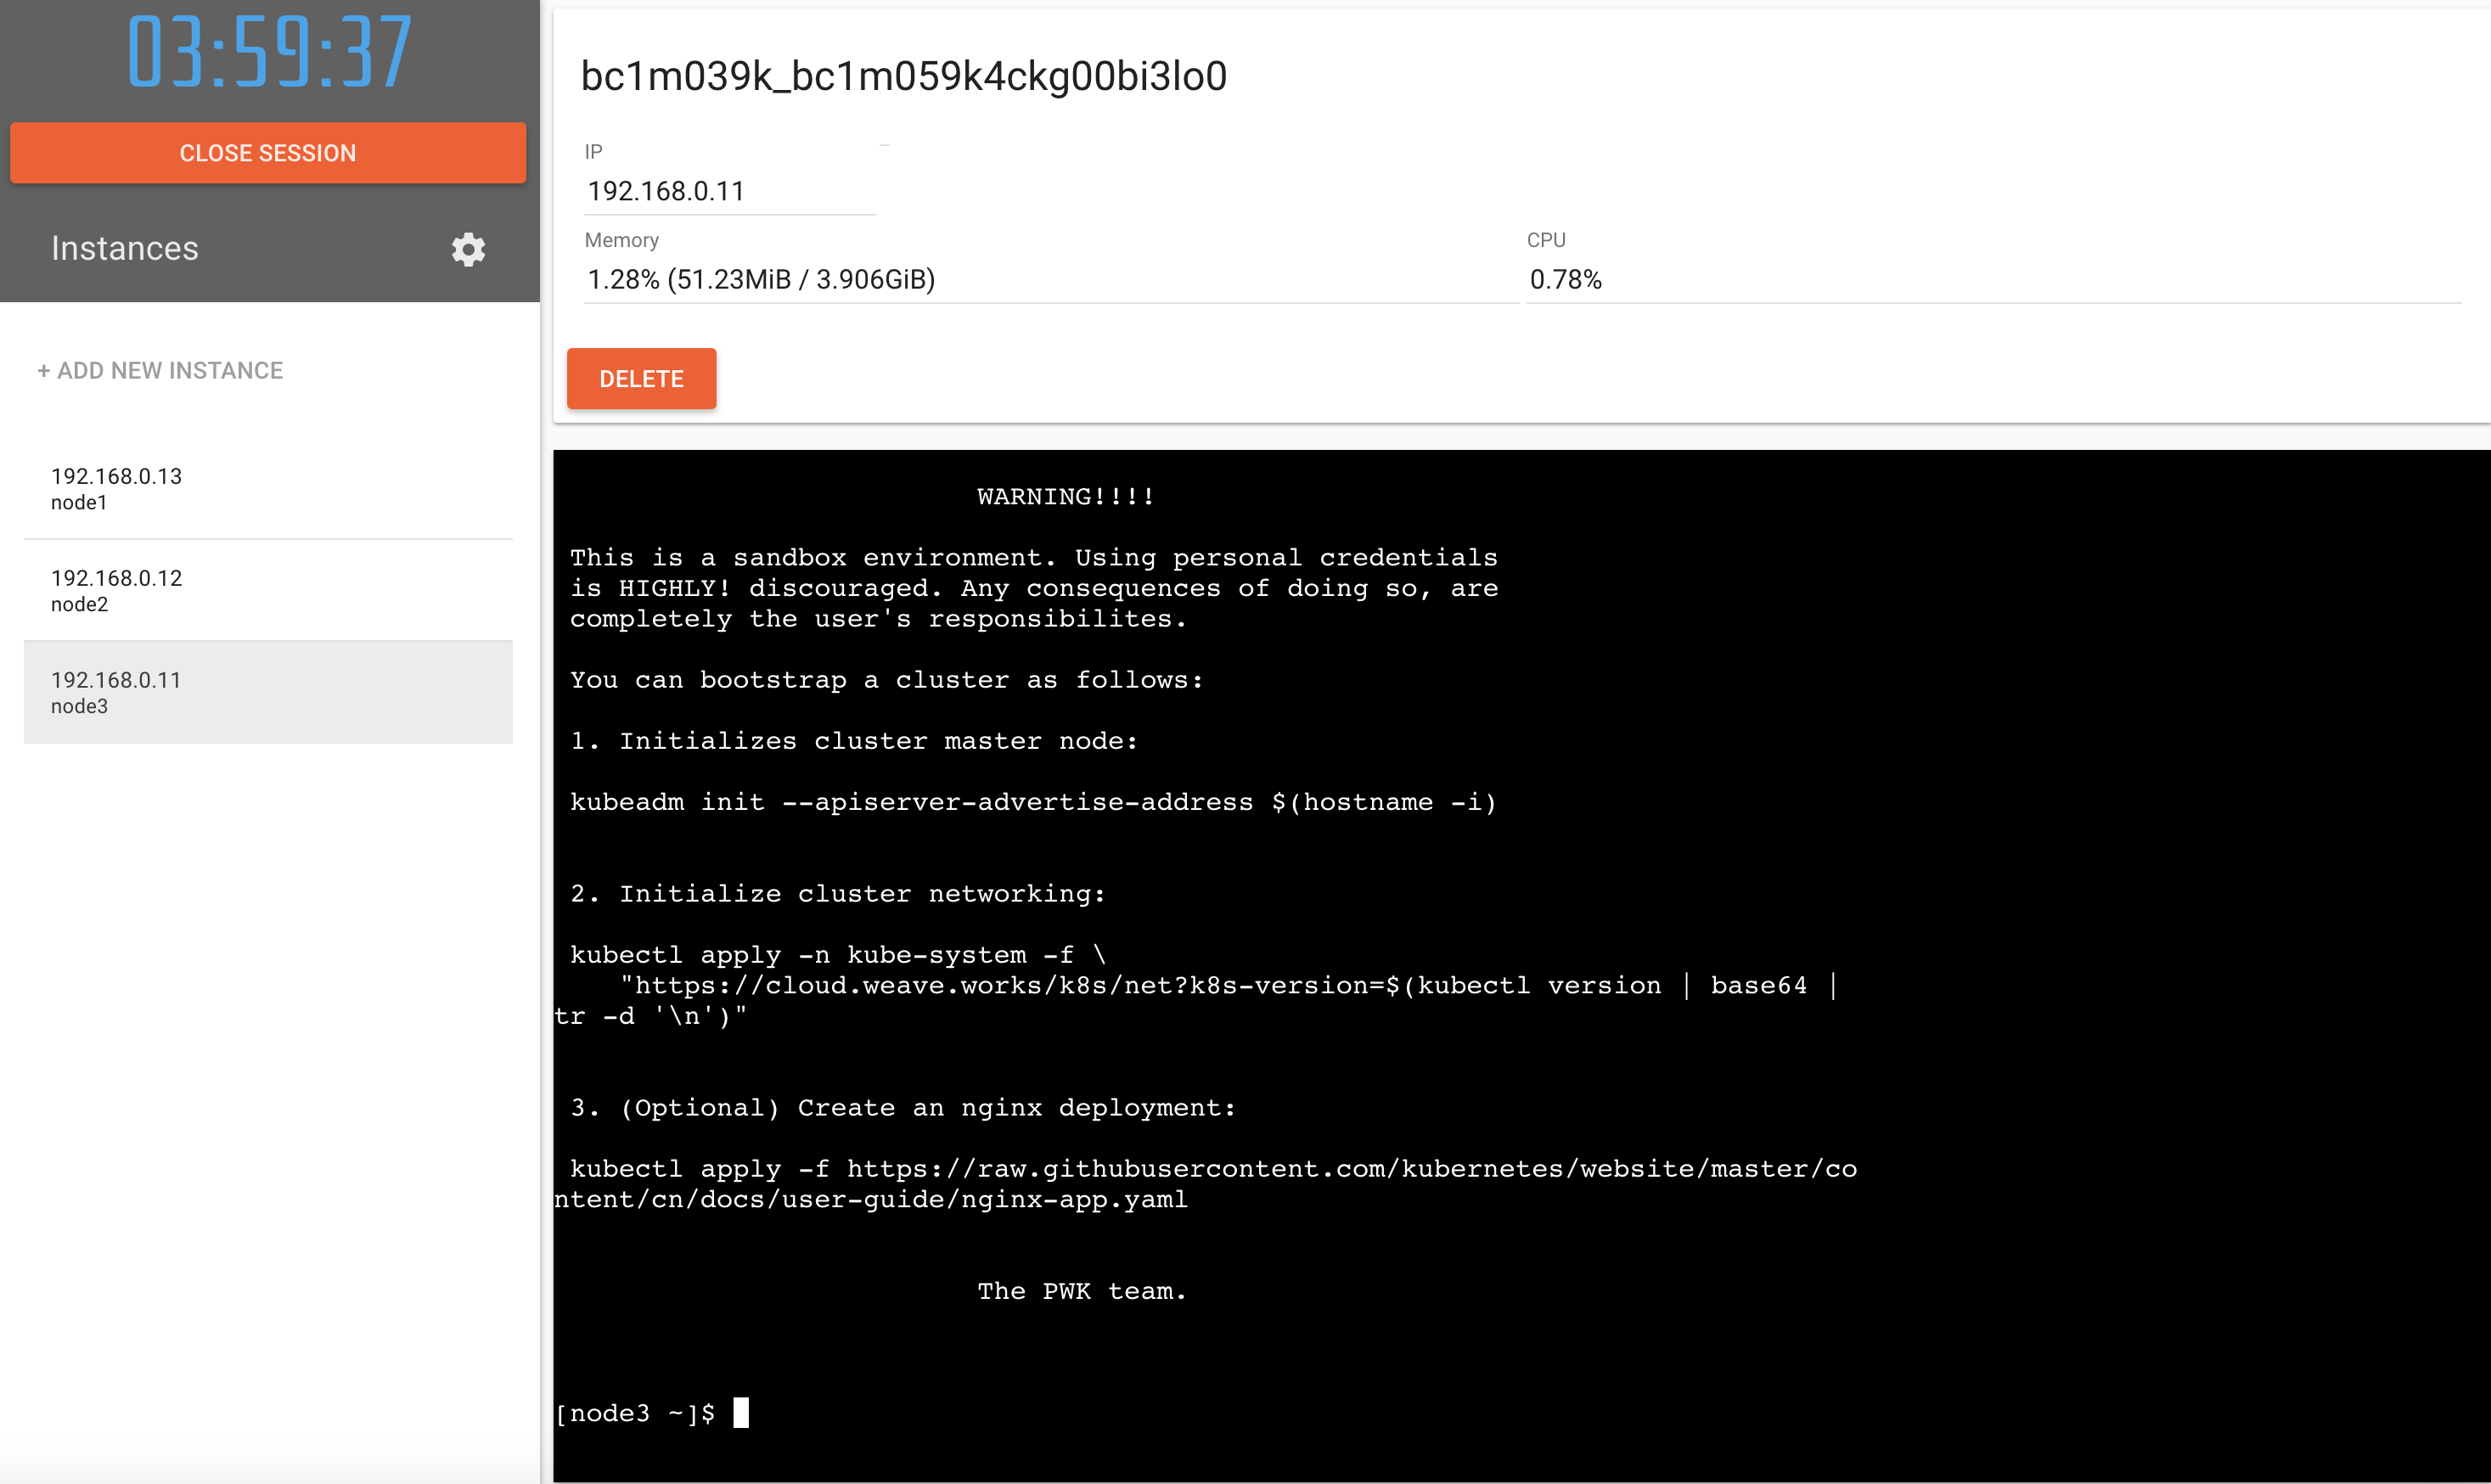 03:59:37
CLOSE SESSION
Instances
+ ADD NEW INSTANCE
192.168.0.13
node1
192.168.0.12
node2
192.168.0.11
node3
bc1m039k_bc1m059k4ckg00bi3lo0
IP
192.168.0.11
Memory
1.28% (51.23MiB / 3.906GiB)
CPU
0.78%
DELETE
WARNING!!!!
This is a sandbox environment. Using personal credentials
is HIGHLY! discouraged. Any consequences of doing so, are
completely the user's responsibilites.
You can bootstrap a cluster as follows:
1. Initializes cluster master node:
kubeadm init --apiserver-advertise-address $(hostname -i)
2. Initialize cluster networking:
kubectl apply -n kube-system -f \
"https://cloud.weave.works/k8s/net?k8s-version=$(kubectl version | base64 |
tr -d '\n')"
3. (Optional) Create an nginx deployment:
kubectl apply -f https://raw.githubusercontent.com/kubernetes/website/master/co
ntent/cn/docs/user-guide/nginx-app.yaml
The PWK team.
[node3 ~]$